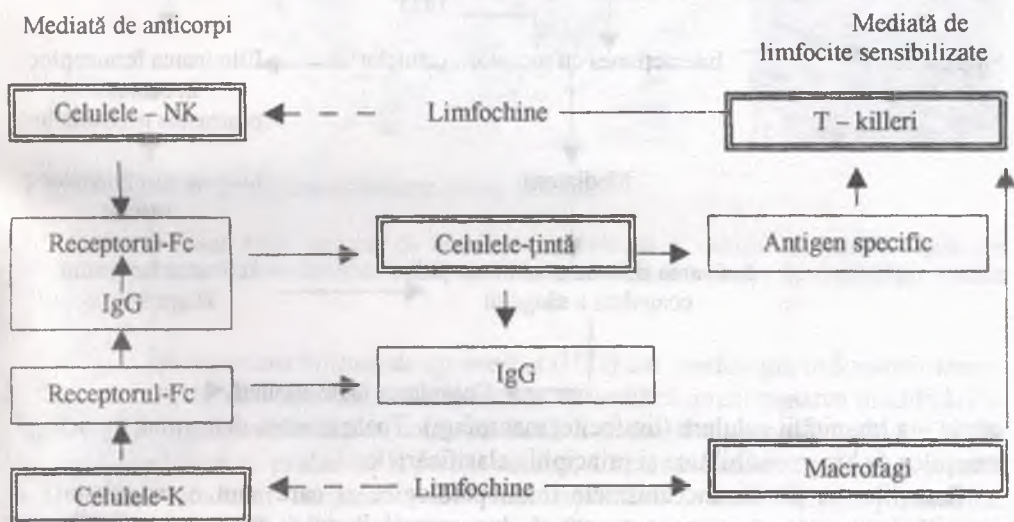 Mediată de anticorpi
Mediată de
limfocite sensibilizate
Celulele – NK
Limfochine
T – killeri
Receptorul-Fc
IgG
Celulele-țintă
Antigen specific
Receptorul-Fc
IgG
Celulele-K
Limfochine
Macrofagi